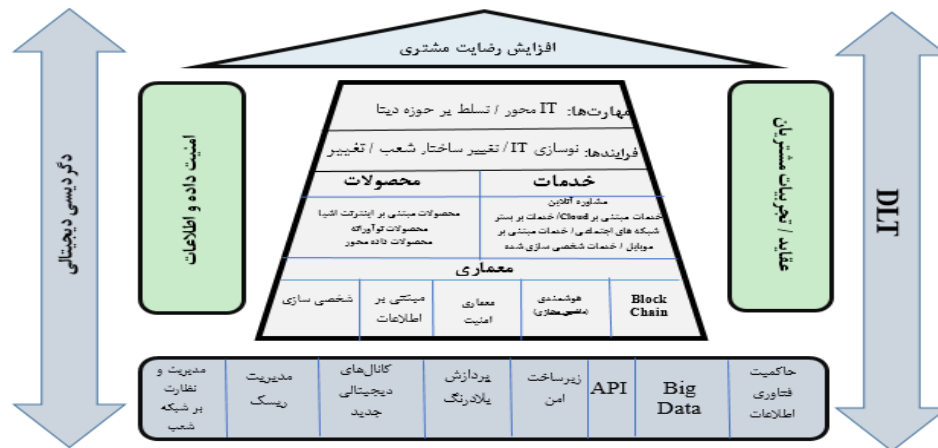 افزایش رضایت مشتری
دگردیسی دیجیتالی
DLT
امنیت داده و اطلاعات
عقاید / تجربیات مشتریان
مهارت‌ها: IT محور / تسلط بر حوزه دیتا
فرایندها: نوسازی IT / تغییر ساختار شعب / تغییر
خدمات
مشاوره آنلاین
خدمات مبتنی بر Cloud/ خدمات بر بستر
شبکه های اجتماعی / خدمات مبتنی بر
موبایل / خدمات شخصی سازی شده
محصولات
محصولات مبتنی بر اینترنت اشیا
محصولات نوآورانه
محصولات داده محور
معماری
Block
Chain
هوشمندی
معماری
امنیت
مبتنی بر
اطلاعات
شخصی سازی
حاکمیت
فناوری
اطلاعات
Big
Data
API
زیرساخت
امن
پردازش
بلادرنگ
کانال‌های
دیجیتالی
جدید
مدیریت
ریسک
مدیریت و
نظارت
بر شبکه
شعب